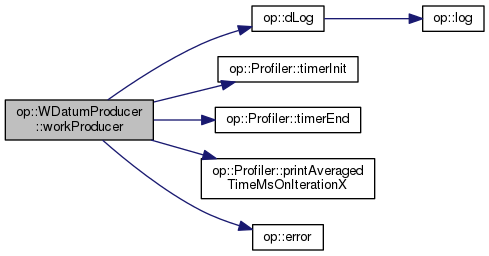 op::dLog
op::log
op::Profiler::timerInit
op::WDatumProducer
::workProducer
op::Profiler::timerEnd
op::Profiler::printAveraged
TimeMsOnIterationX
op::error